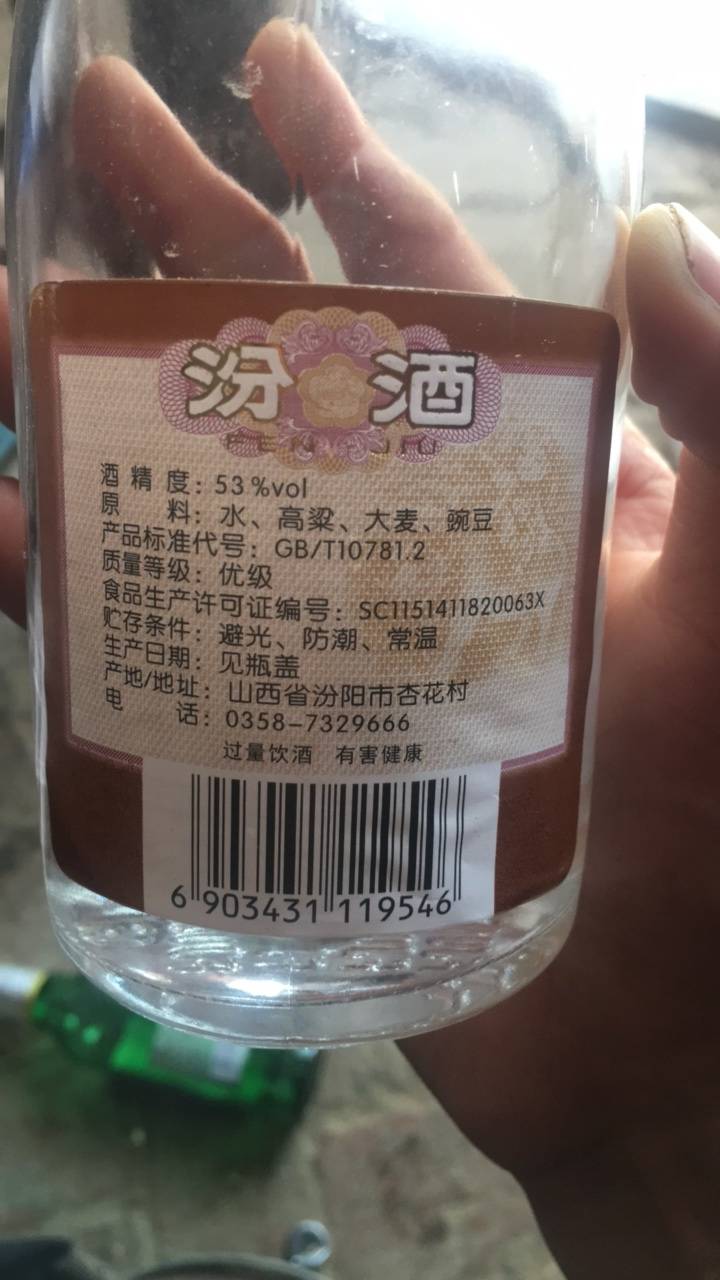 汾酒
FEN JIU
酒精度：53%vol
原料：水、高粱、大麦、豌豆
产品标准代号：GB/T10781.2
质量等级：优级
食品生产许可证编号：SC1151411820063X
贮存条件：避光、防潮、常温
生产日期：见瓶盖
产地/地址：山西省汾阳市杏花村
电话：0358-7329666
过量饮酒 有害健康
6 903431 119546